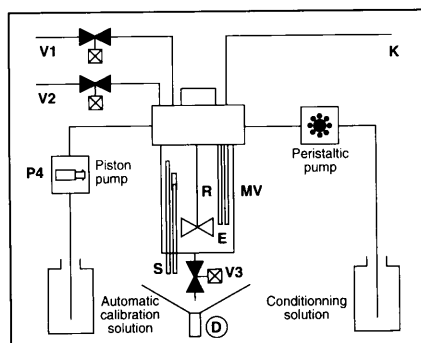 V1
K
V2
P4
Piston
pump
Peristaltic
pump
R
MV
E
S
V3
Automatic
calibration
solution
Conditionning
solution
D